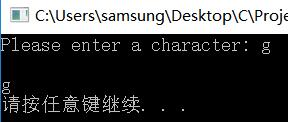 C:\Users\samsung\Desktop\C\Proje
Please enter a character: g
g
请按任意键继续. . .